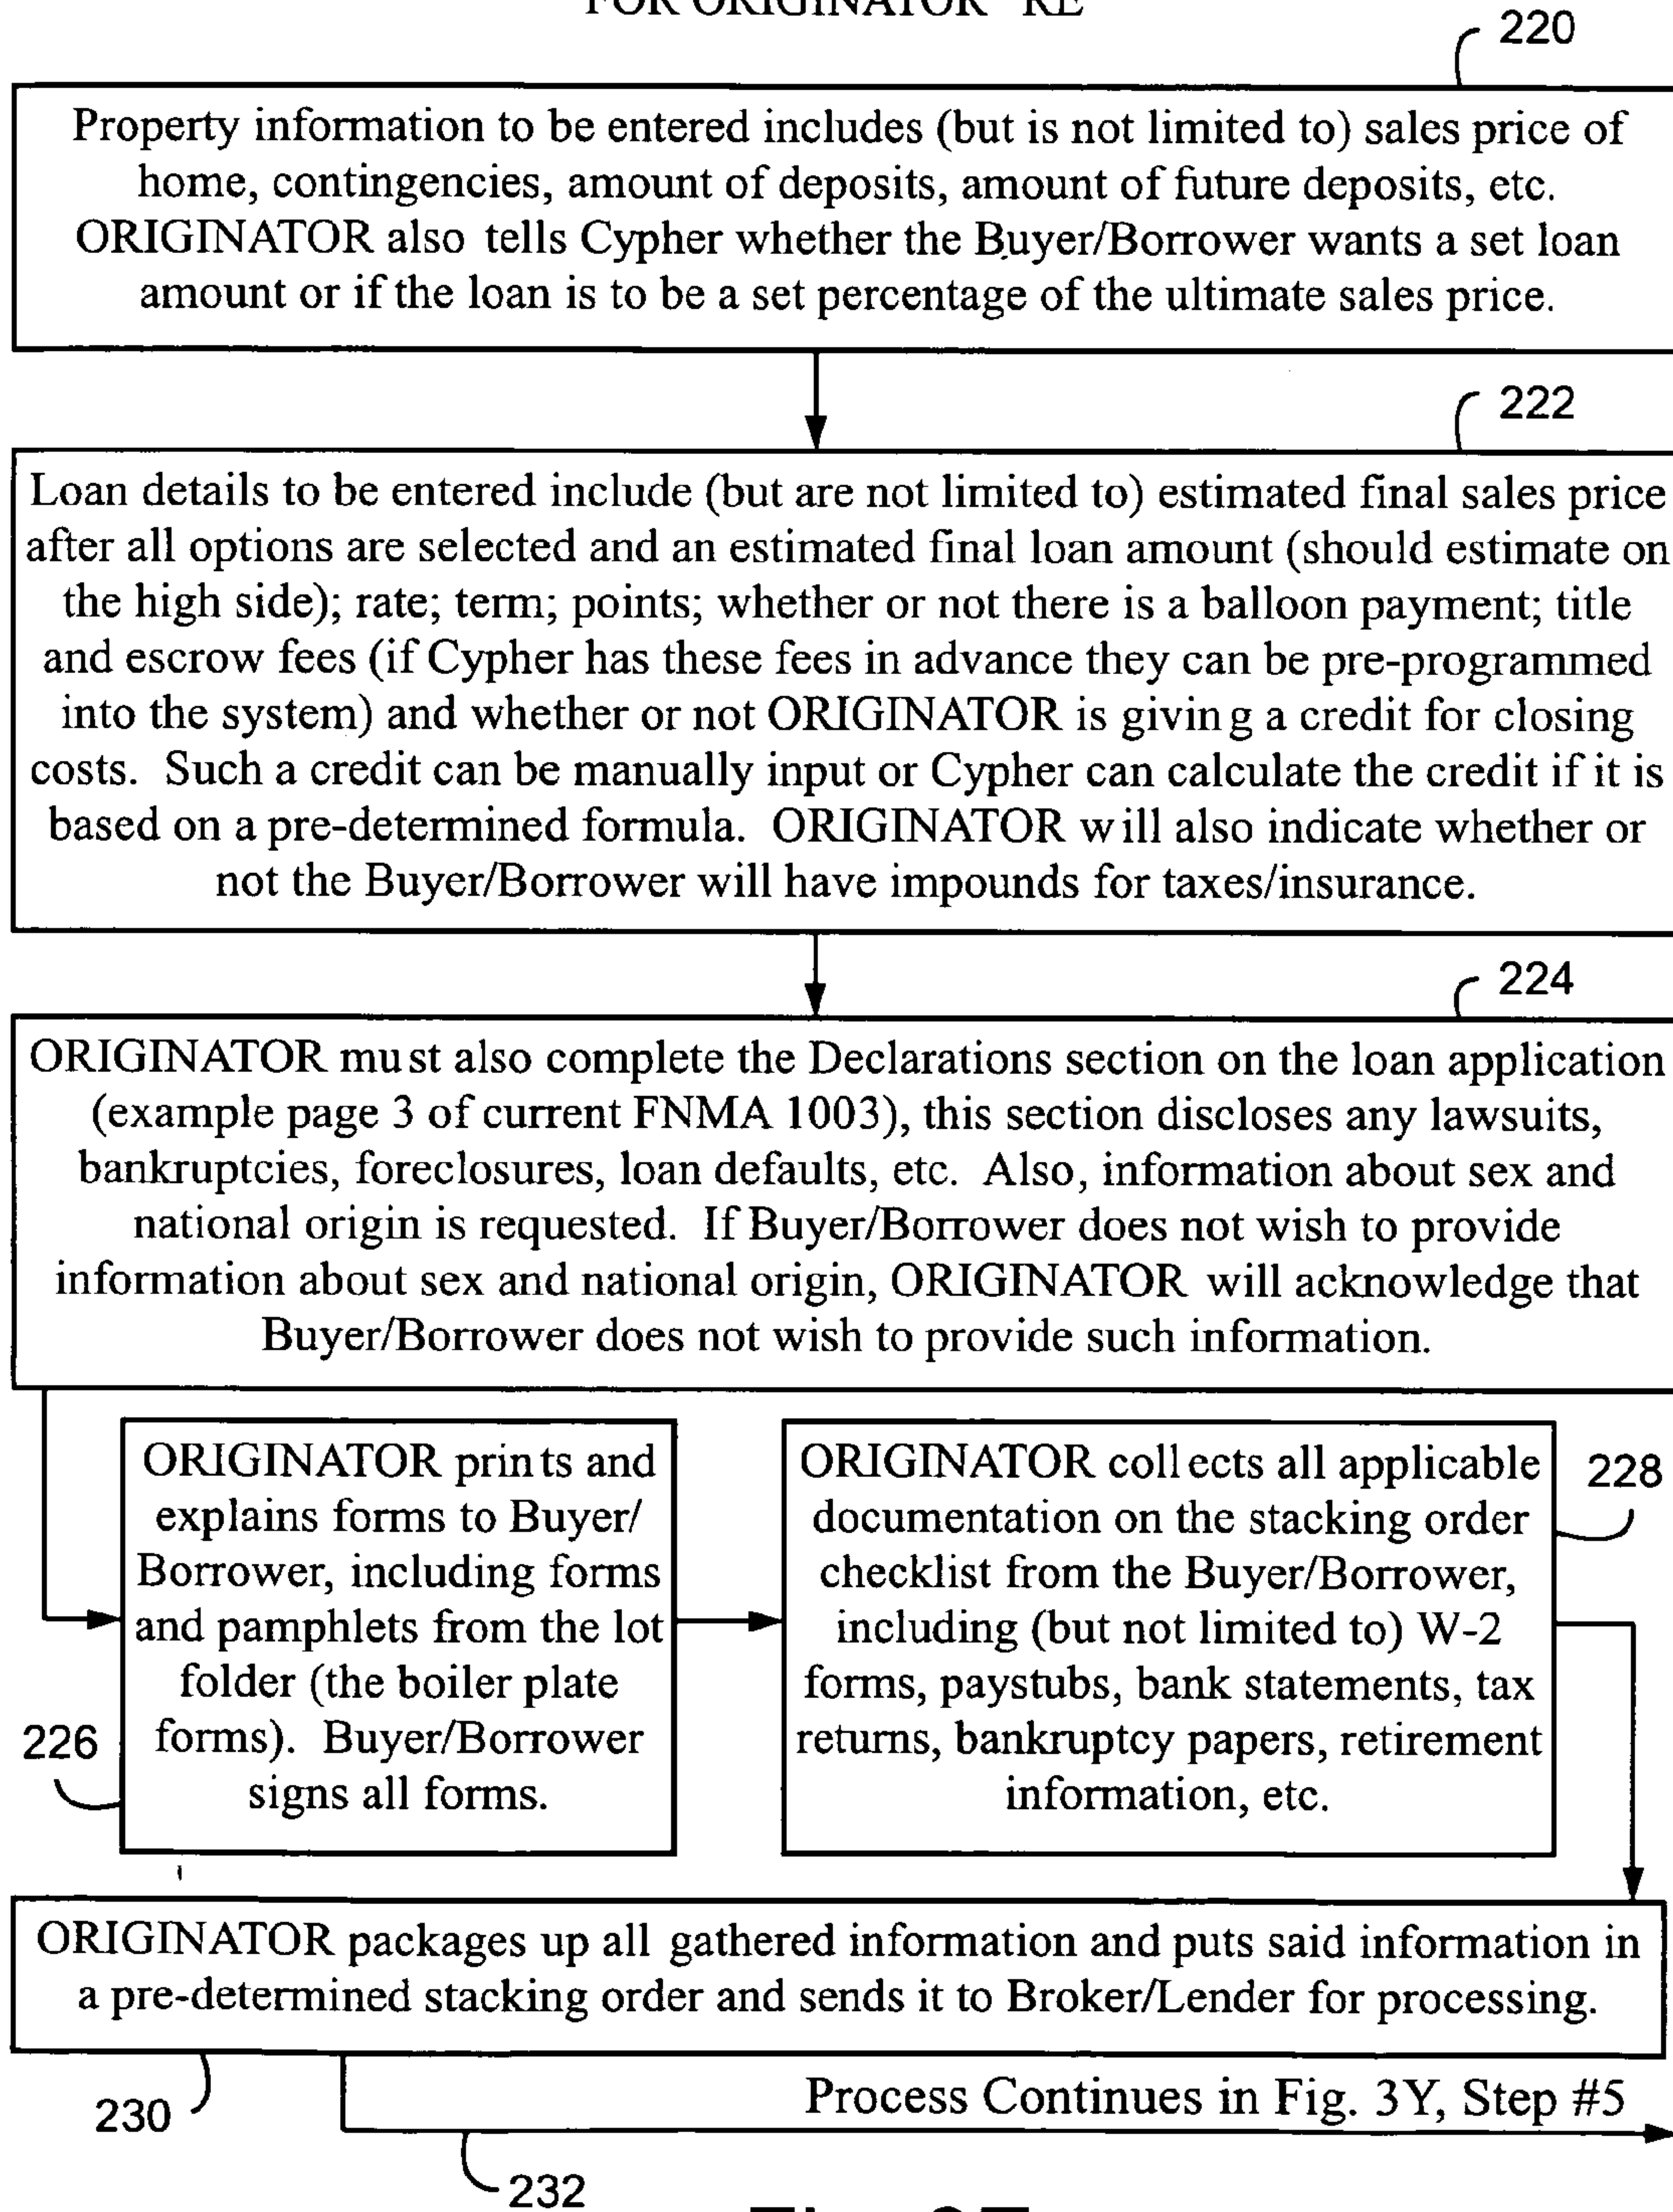 FOR ORIGINATOR "RE
220
Property information to be entered includes (but is not limited to) sales price of
home, contingencies, amount of deposits, amount of future deposits, etc.
ORIGINATOR also tells Cypher whether the Buyer/Borrower wants a set loan
amount or if the loan is to be a set percentage of the ultimate sales price.
222
Loan details to be entered include (but are not limited to) estimated final sales price
after all options are selected and an estimated final loan amount (should estimate on
the high side); rate; term; points; whether or not there is a balloon payment; title
and escrow fees (if Cypher has these fees in advance they can be pre-programmed
into the system) and whether or not ORIGINATOR is giving a credit for closing
costs. Such a credit can be manually input or Cypher can calculate the credit if it is
based on a pre-determined formula. ORIGINATOR will also indicate whether or
not the Buyer/Borrower will have impounds for taxes/insurance.
224
ORIGINATOR must also complete the Declarations section on the loan application
(example page 3 of current FNMA 1003), this section discloses any lawsuits,
bankruptcies, foreclosures, loan defaults, etc. Also, information about sex and
national origin is requested. If Buyer/Borrower does not wish to provide
information about sex and national origin, ORIGINATOR will acknowledge that
Buyer/Borrower does not wish to provide such information.
ORIGINATOR prints and
explains forms to Buyer/
Borrower, including forms
and pamphlets from the lot
folder (the boiler plate
forms). Buyer/Borrower
signs all forms.
226
ORIGINATOR collects all applicable
documentation on the stacking order
checklist from the Buyer/Borrower,
including (but not limited to) W-2
forms, paystubs, bank statements, tax
returns, bankruptcy papers, retirement
information, etc.
228
ORIGINATOR packages up all gathered information and puts said information in
a pre-determined stacking order and sends it to Broker/Lender for processing.
230
Process Continues in Fig. 3Y, Step #5
232